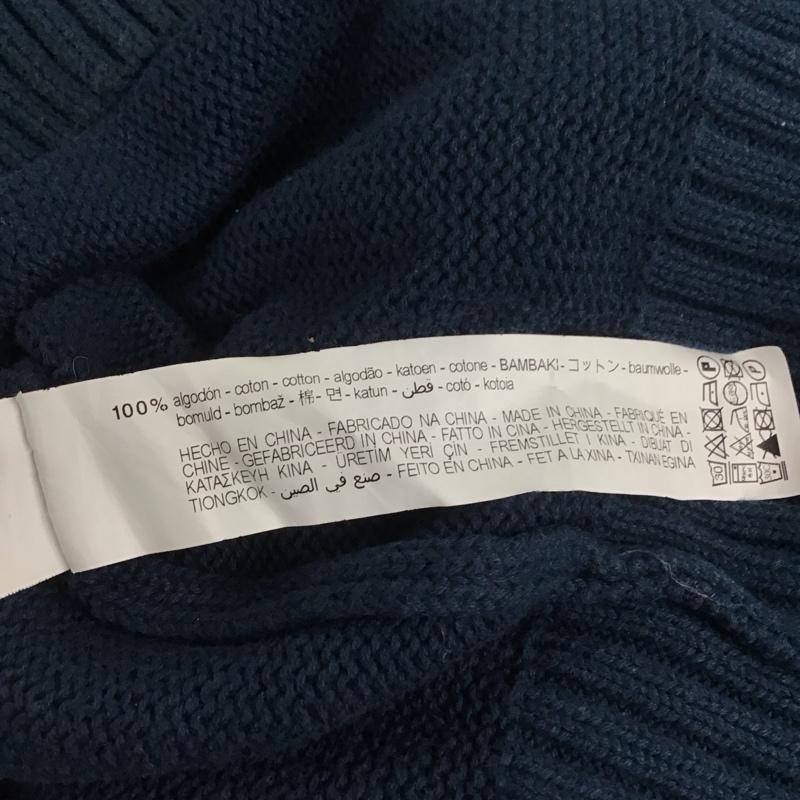 100% algodón - coton - cotton - algodão - katoen - cotone - BAMBAKI - コットン - baumwolle -
bomuld - bombaž - 棉 - 면 - katun - قطن - cotó - kotoia
HECHO EN CHINA - FABRICADO NA CHINA - MADE IN CHINA - FABRIQUÉ EN
CHINE - GEFABRICEERD IN CHINA - FATTO IN CINA - HERGESTELLT IN CHINA -
ΚΑΤΑΣΚΕΥΗ ΚΙΝΑ - ÜRETİM YERİ ÇİN - FREMSTILLET I KINA - DIBUAT DI
TIONGKOK - صنع في الصين - FEITO EN CHINA - FET A LA XINA - TXINAN EGINA
P
30